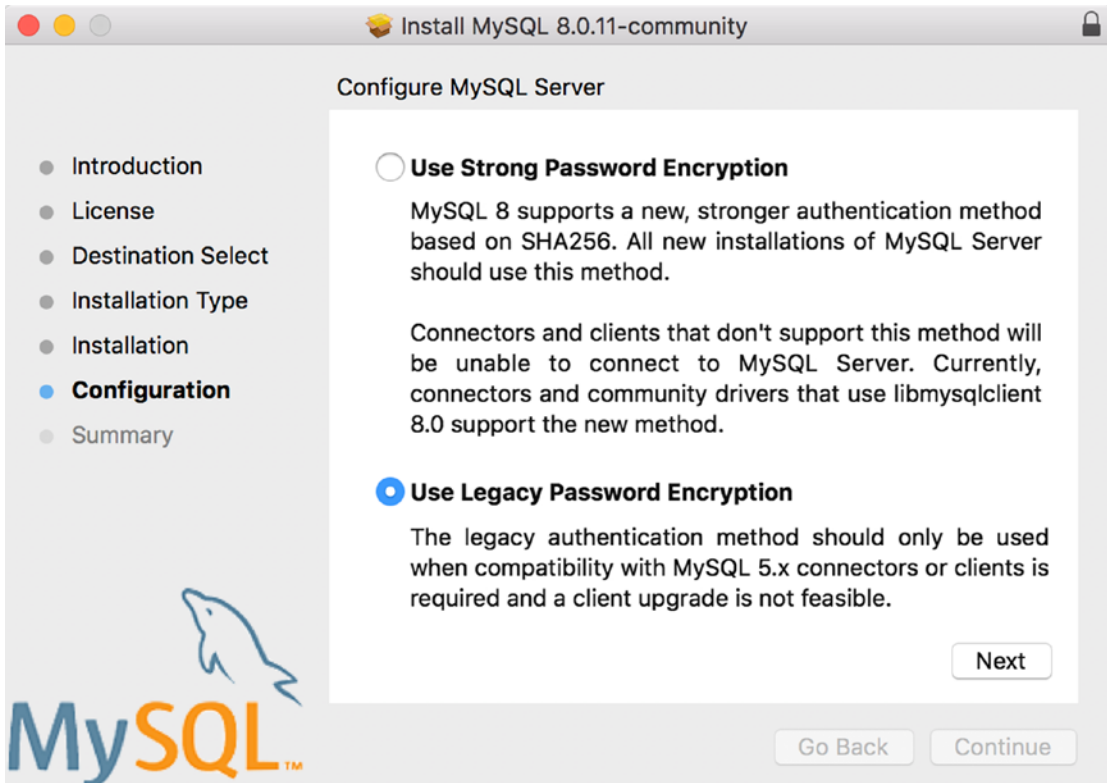 Install MySQL 8.0.11-community
Configure MySQL Server
Introduction
License
Destination Select
Installation Type
Installation
Configuration
Summary
Use Strong Password Encryption
MySQL 8 supports a new, stronger authentication method
based on SHA256. All new installations of MySQL Server
should use this method.
Connectors and clients that don't support this method will
be unable to connect to MySQL Server. Currently,
connectors and community drivers that use libmysqlclient
8.0 support the new method.
Use Legacy Password Encryption
The legacy authentication method should only be used
when compatibility with MySQL 5.x connectors or clients is
required and a client upgrade is not feasible.
Next
MySQL™
Go Back
Continue